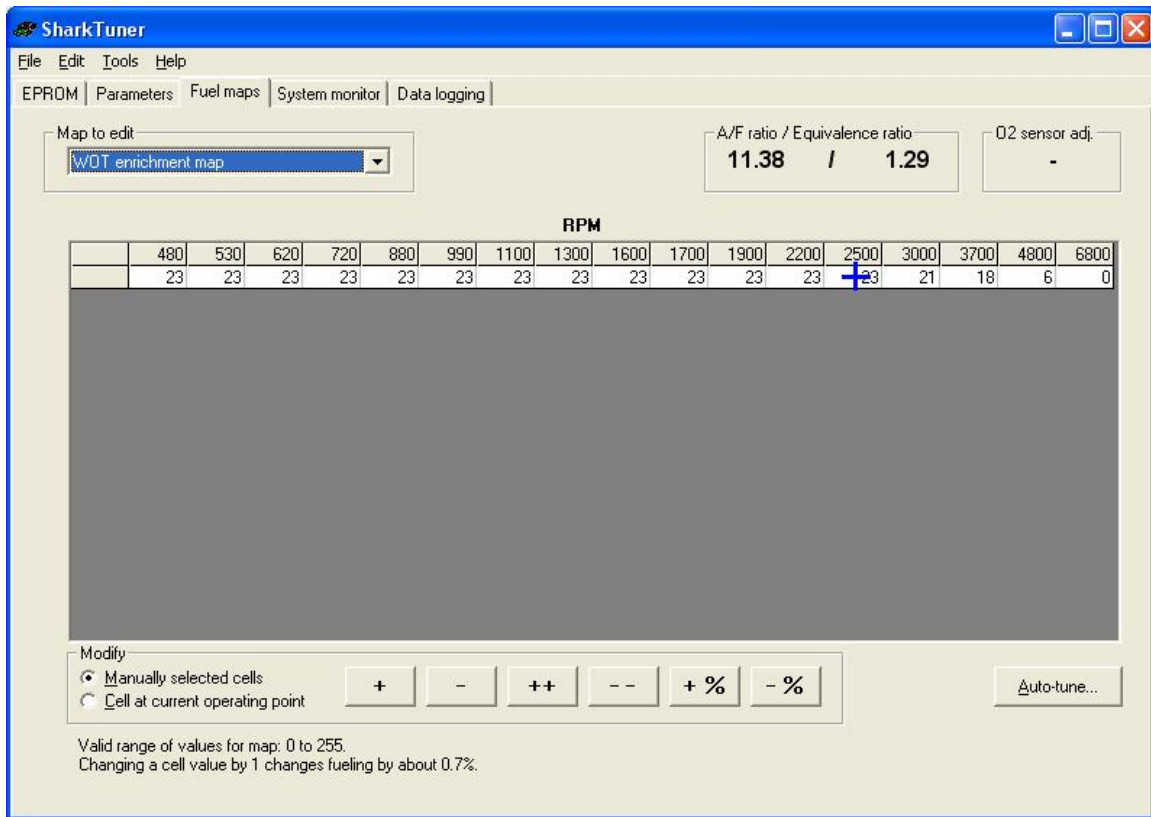 SharkTuner
File Edit Tools Help
EPROM Parameters Fuel maps System monitor Data logging
Map to edit A/F ratio / Equivalence ratio O2 sensor adj.
WOT enrichment map 11.38 / 1.29 -
RPM
480 530 620 720 880 990 1100 1300 1600 1700 1900 2200 2500 3000 3700 4800 6800
23 23 23 23 23 23 23 23 23 23 23 23 23 21 18 6 0
Modify
Manually selected cells
Cell at current operating point
+ - ++ -- +% -% Auto-tune...
Valid range of values for map: 0 to 255.
Changing a cell value by 1 changes fueling by about 0.7%.